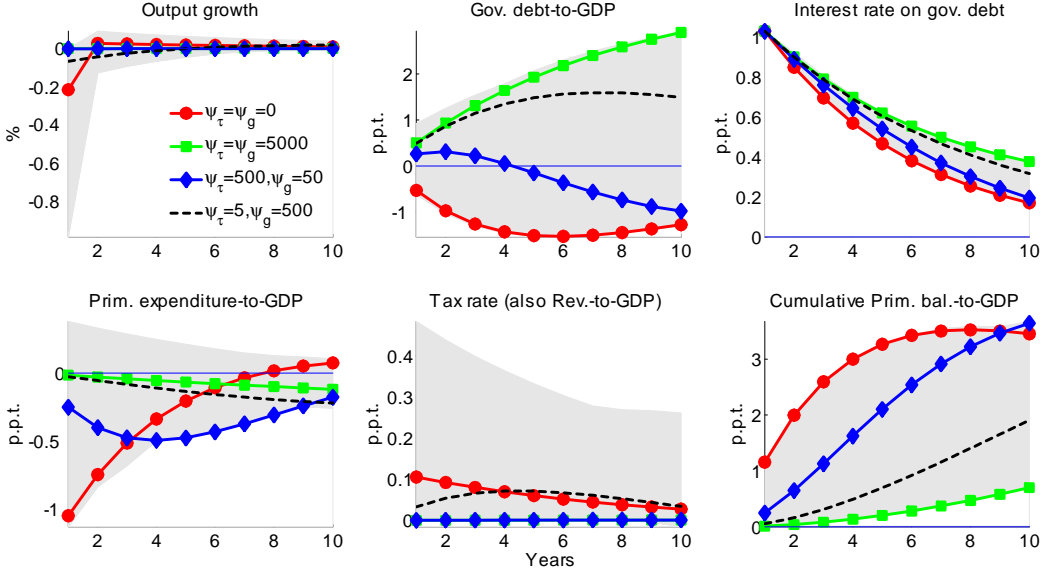 Output growth
Gov. debt-to-GDP
Interest rate on gov. debt
0
-0.2
-0.4
-0.6
-0.8
%
2 4 6 8 10
ψτ=ψg=0
ψτ=ψg=5000
ψτ=500,ψg=50
ψτ=5,ψg=500
2
1
0
-1
p.p.t.
2 4 6 8 10
1
0.8
0.6
0.4
0.2
0
p.p.t.
2 4 6 8 10
Prim. expenditure-to-GDP
Tax rate (also Rev.-to-GDP)
Cumulative Prim. bal.-to-GDP
0
-0.5
-1
p.p.t.
2 4 6 8 10
0.4
0.3
0.2
0.1
0
p.p.t.
2 4 6 8 10
Years
3
2
1
0
p.p.t.
2 4 6 8 10